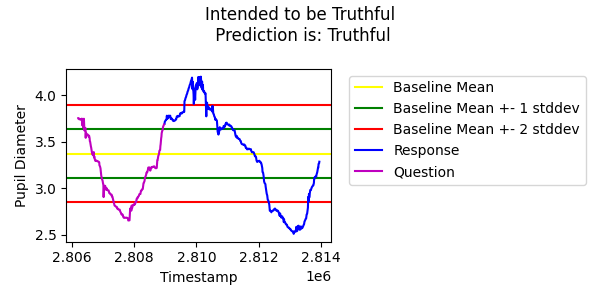 Intended to be Truthful
Prediction is: Truthful
Pupil Diameter
4.0
3.5
3.0
2.5
2.806
2.808
2.810
2.812
2.814
1e6
Timestamp
Baseline Mean
Baseline Mean +- 1 stddev
Baseline Mean +- 2 stddev
Response
Question